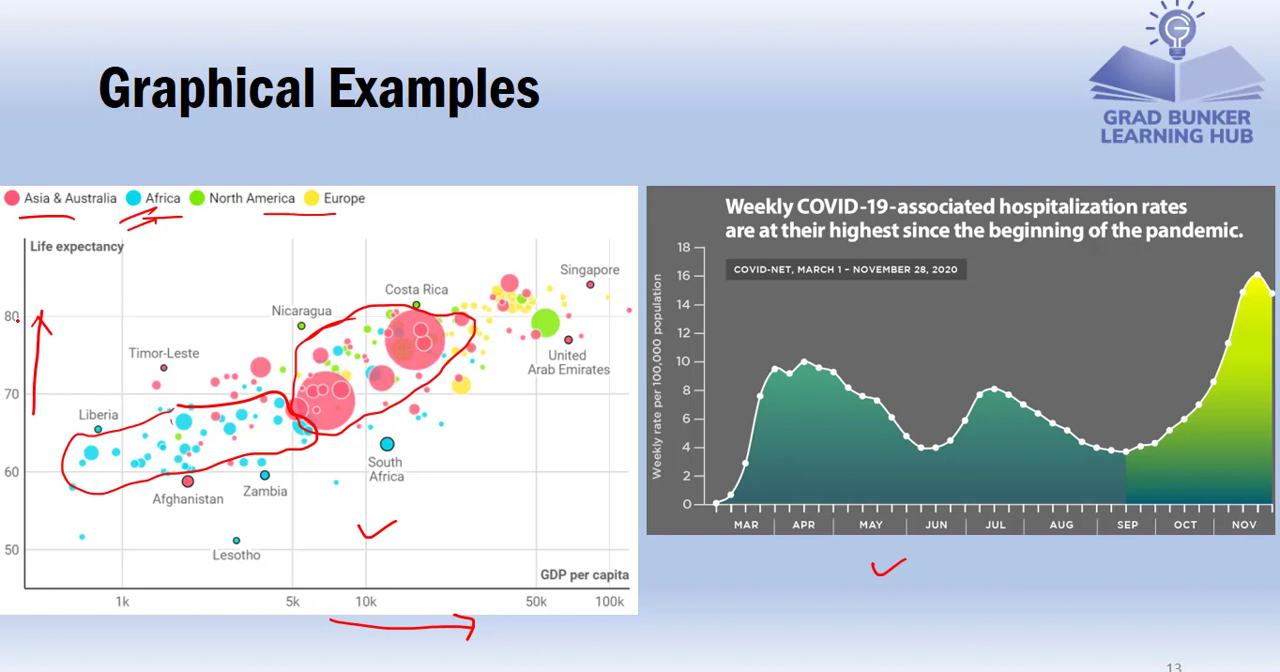 Graphical Examples
GRAD BUNKER
LEARNING HUB
Asia & Australia Africa North America Europe
Life expectancy
Singapore
Costa Rica
Nicaragua
80
Timor-Leste
United
Arab Emirates
70
Liberia
South
Africa
60
Afghanistan
Zambia
50
Lesotho
GDP per capita
1k 5k 10k 50k 100k
Weekly COVID-19-associated hospitalization rates
are at their highest since the beginning of the pandemic.
COVID-NET, MARCH 1 – NOVEMBER 28, 2020
Weekly rate per 100,000 population
18
16
14
12
10
8
6
4
2
0
MAR APR MAY JUN JUL AUG SEP OCT NOV
13